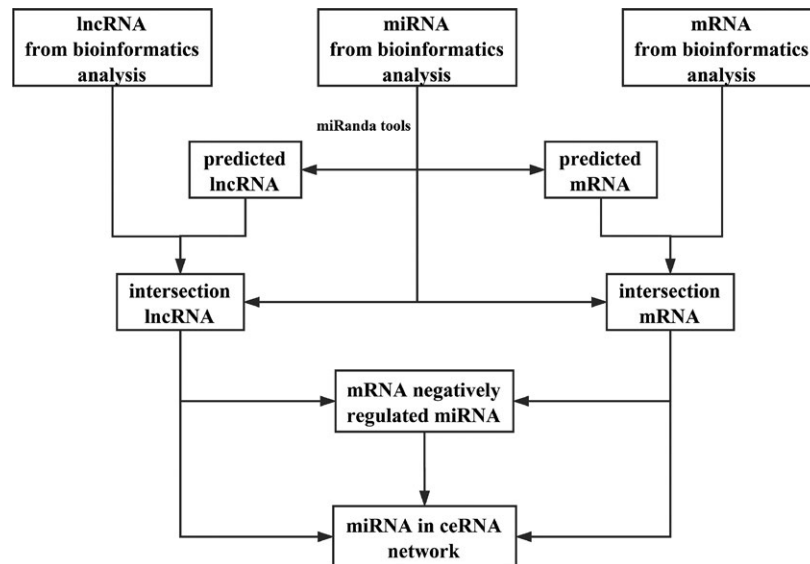 lncRNA
from bioinformatics
analysis
miRNA
from bioinformatics
analysis
mRNA
from bioinformatics
analysis
miRanda tools
predicted
lncRNA
predicted
mRNA
intersection
lncRNA
intersection
mRNA
mRNA negatively
regulated miRNA
miRNA in ceRNA
network